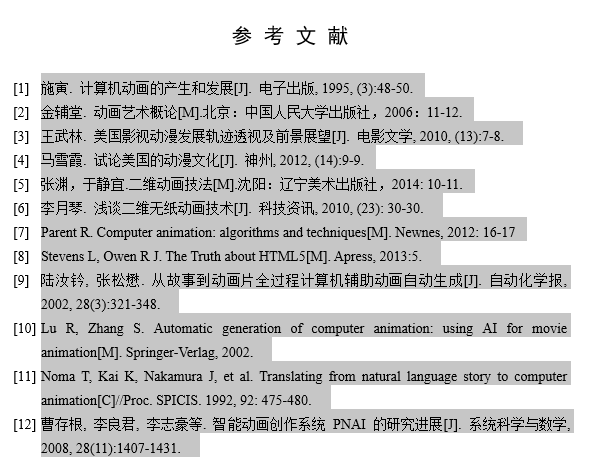 参 考 文 献
[1] 施寅. 计算机动画的产生和发展[J]. 电子出版, 1995, (3):48-50.
[2] 金辅堂. 动画艺术概论[M].北京：中国人民大学出版社，2006：11-12.
[3] 王武林. 美国影视动漫发展轨迹透视及前景展望[J]. 电影文学, 2010, (13):7-8.
[4] 马雪霞. 试论美国的动漫文化[J]. 神州, 2012, (14):9-9.
[5] 张渊，于静宜.二维动画技法[M].沈阳：辽宁美术出版社，2014: 10-11.
[6] 李月琴. 浅谈二维无纸动画技术[J]. 科技资讯, 2010, (23): 30-30.
[7] Parent R. Computer animation: algorithms and techniques[M]. Newnes, 2012: 16-17
[8] Stevens L, Owen R J. The Truth about HTML5[M]. Apress, 2013:5.
[9] 陆汝钤, 张松懋. 从故事到动画片全过程计算机辅助动画自动生成[J]. 自动化学报,
2002, 28(3):321-348.
[10] Lu R, Zhang S. Automatic generation of computer animation: using AI for movie
animation[M]. Springer-Verlag, 2002.
[11] Noma T, Kai K, Nakamura J, et al. Translating from natural language story to computer
animation[C]//Proc. SPICIS. 1992, 92: 475-480.
[12] 曹存根, 李良君, 李志豪等. 智能动画创作系统 PNAI 的研究进展[J]. 系统科学与数学,
2008, 28(11):1407-1431.